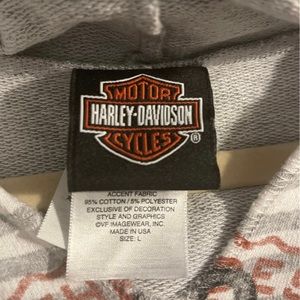 MOTOR
HARLEY-DAVIDSON
®
CYCLES
ACCENT FABRIC
95% COTTON / 5% POLYESTER
EXCLUSIVE OF DECORATION
STYLE AND GRAPHICS
©VF IMAGEWEAR, INC.
MADE IN USA
SIZE: L